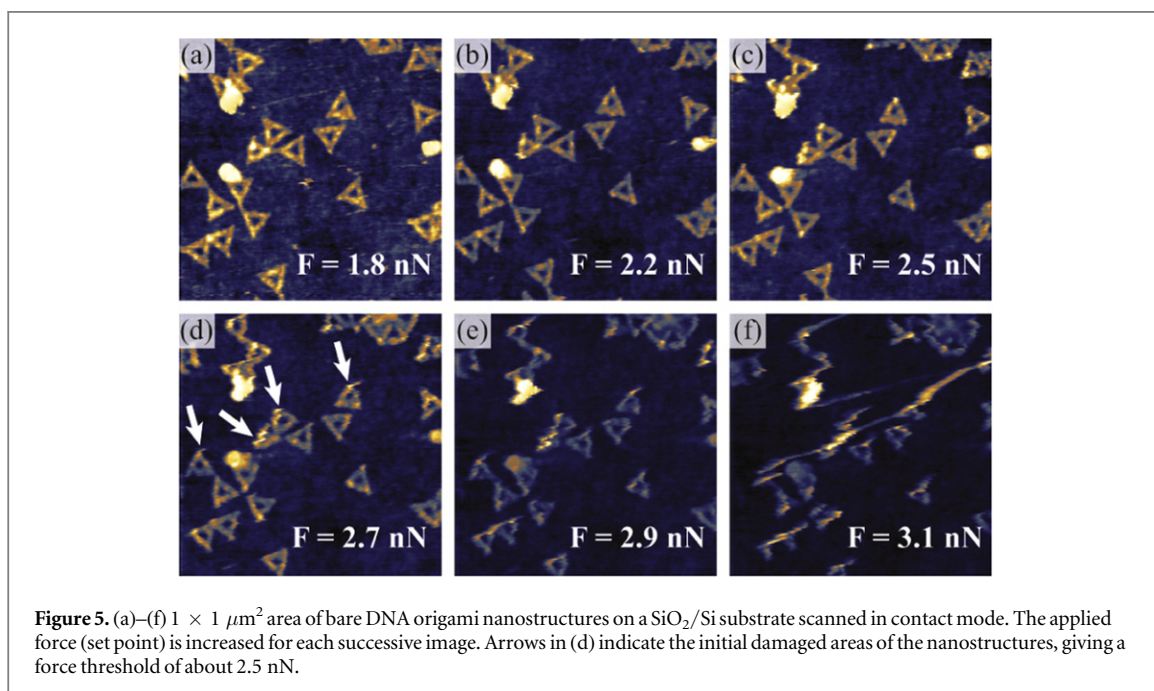 (a)
(b)
(c)
F = 1.8 nN
F = 2.2 nN
F = 2.5 nN
(d)
(e)
(f)
F = 2.7 nN
F = 2.9 nN
F = 3.1 nN
Figure 5. (a)–(f) 1 × 1 μm² area of bare DNA origami nanostructures on a SiO₂/Si substrate scanned in contact mode. The applied
force (set point) is increased for each successive image. Arrows in (d) indicate the initial damaged areas of the nanostructures, giving a
force threshold of about 2.5 nN.